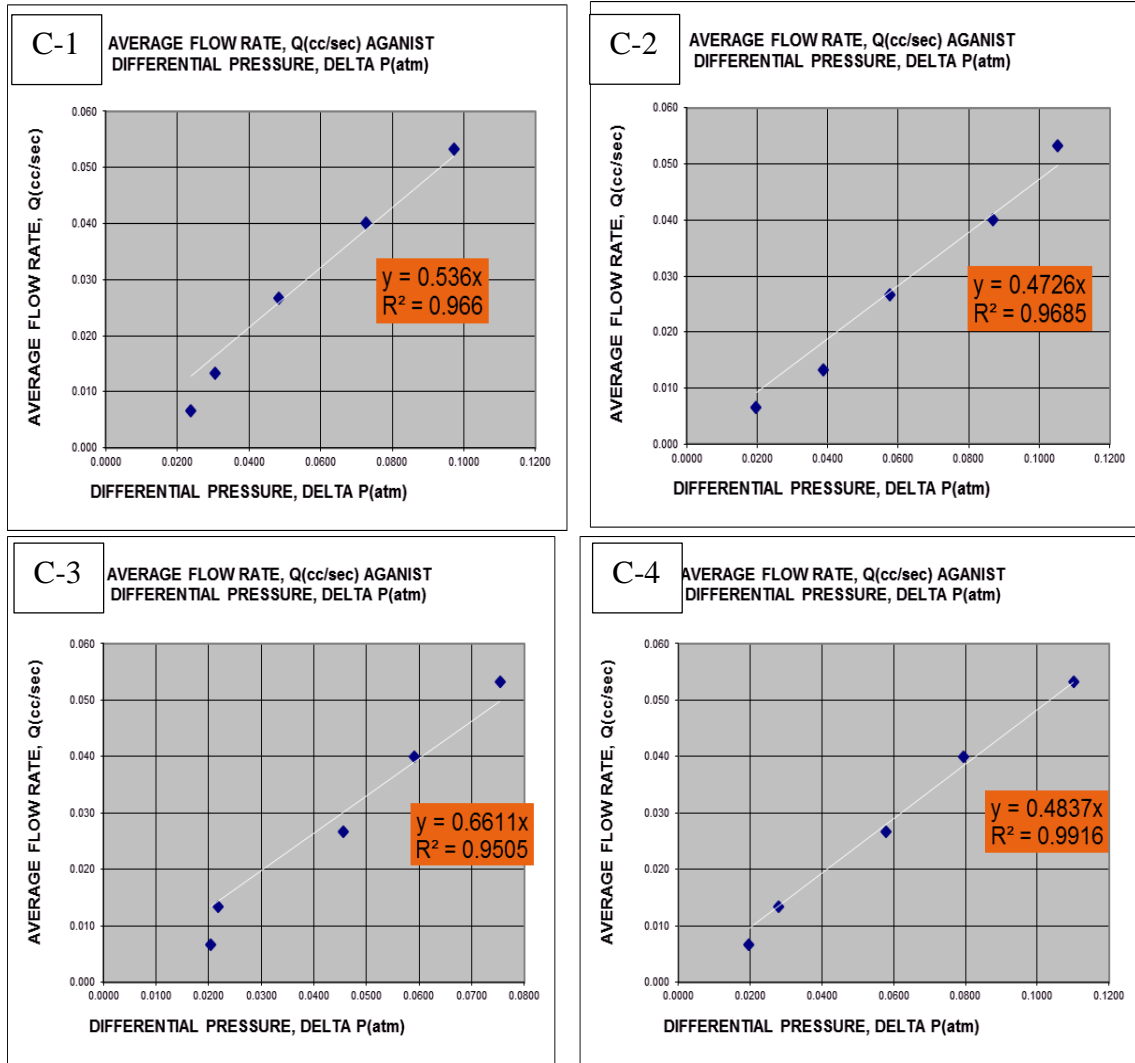 C-1
AVERAGE FLOW RATE, Q(cc/sec) AGANIST
DIFFERENTIAL PRESSURE, DELTA P(atm)
AVERAGE FLOW RATE, Q(cc/sec)
0.060
0.050
0.040
0.030
0.020
0.010
0.000
y = 0.536x
R² = 0.966
0.0000 0.0200 0.0400 0.0600 0.0800 0.1000 0.1200
DIFFERENTIAL PRESSURE, DELTA P(atm)
C-2
AVERAGE FLOW RATE, Q(cc/sec) AGANIST
DIFFERENTIAL PRESSURE, DELTA P(atm)
AVERAGE FLOW RATE, Q(cc/sec)
0.060
0.050
0.040
0.030
0.020
0.010
0.000
y = 0.4726x
R² = 0.9685
0.0000 0.0200 0.0400 0.0600 0.0800 0.1000 0.1200
DIFFERENTIAL PRESSURE, DELTA P(atm)
C-3
AVERAGE FLOW RATE, Q(cc/sec) AGANIST
DIFFERENTIAL PRESSURE, DELTA P(atm)
AVERAGE FLOW RATE, Q(cc/sec)
0.060
0.050
0.040
0.030
0.020
0.010
0.000
y = 0.6611x
R² = 0.9505
0.0000 0.0100 0.0200 0.0300 0.0400 0.0500 0.0600 0.0700 0.0800
DIFFERENTIAL PRESSURE, DELTA P(atm)
C-4
AVERAGE FLOW RATE, Q(cc/sec) AGANIST
DIFFERENTIAL PRESSURE, DELTA P(atm)
AVERAGE FLOW RATE, Q(cc/sec)
0.060
0.050
0.040
0.030
0.020
0.010
0.000
y = 0.4837x
R² = 0.9916
0.0000 0.0200 0.0400 0.0600 0.0800 0.1000 0.1200
DIFFERENTIAL PRESSURE, DELTA P(atm)